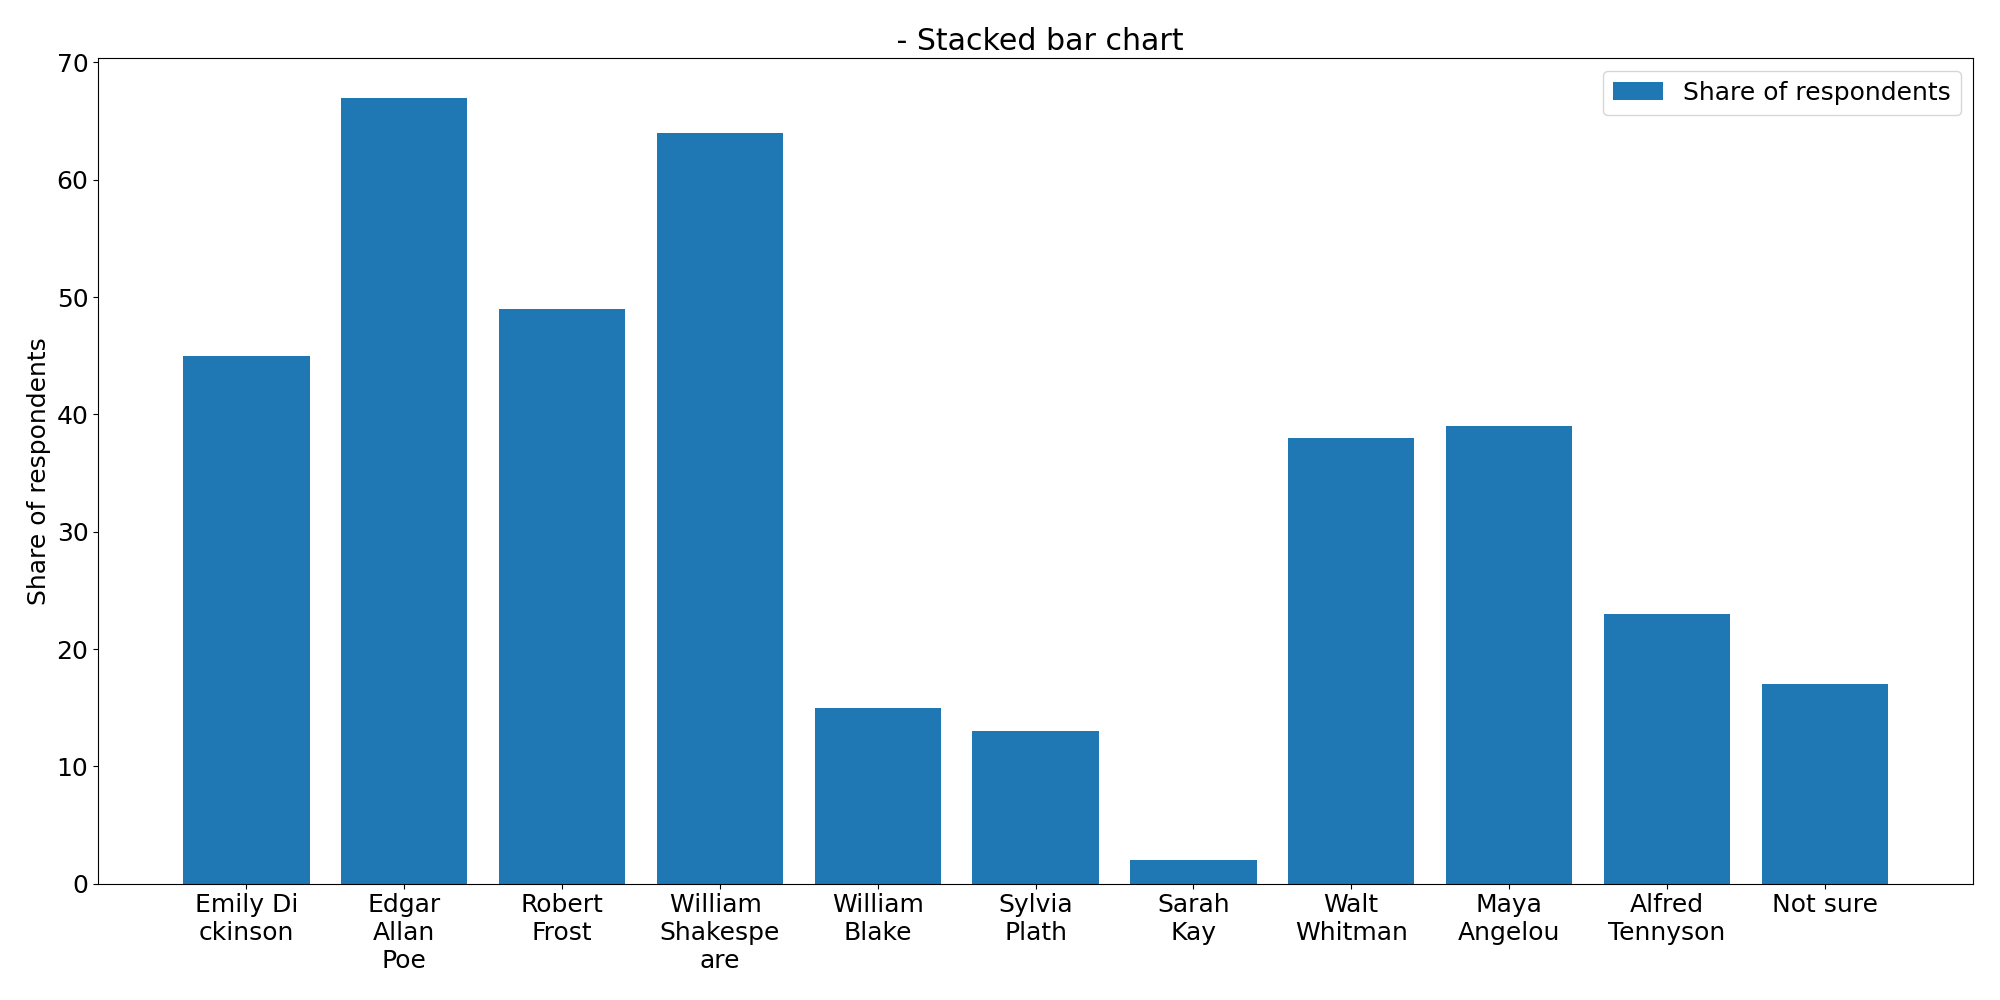 - Stacked bar chart
Share of respondents
Share of respondents
70
60
50
40
30
20
10
0
Emily Di
ckinson
Edgar
Allan
Poe
Robert
Frost
William
Shakespe
are
William
Blake
Sylvia
Plath
Sarah
Kay
Walt
Whitman
Maya
Angelou
Alfred
Tennyson
Not sure